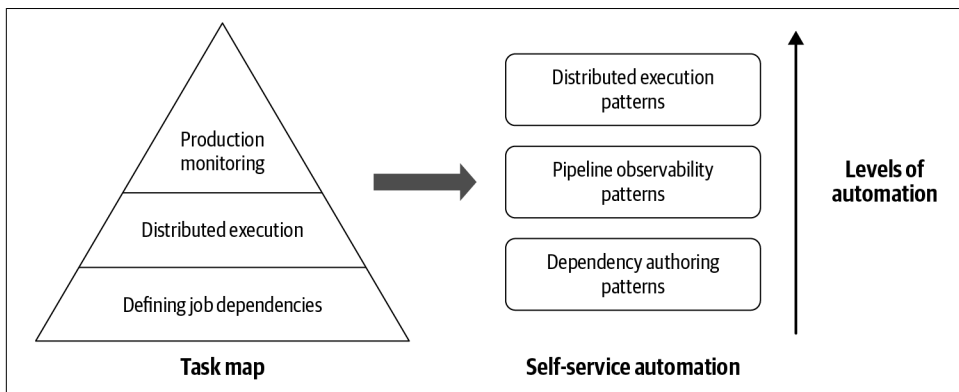 Production
monitoring
Distributed execution
Defining job dependencies
Task map
Distributed execution
patterns
Pipeline observability
patterns
Dependency authoring
patterns
Self-service automation
Levels of
automation